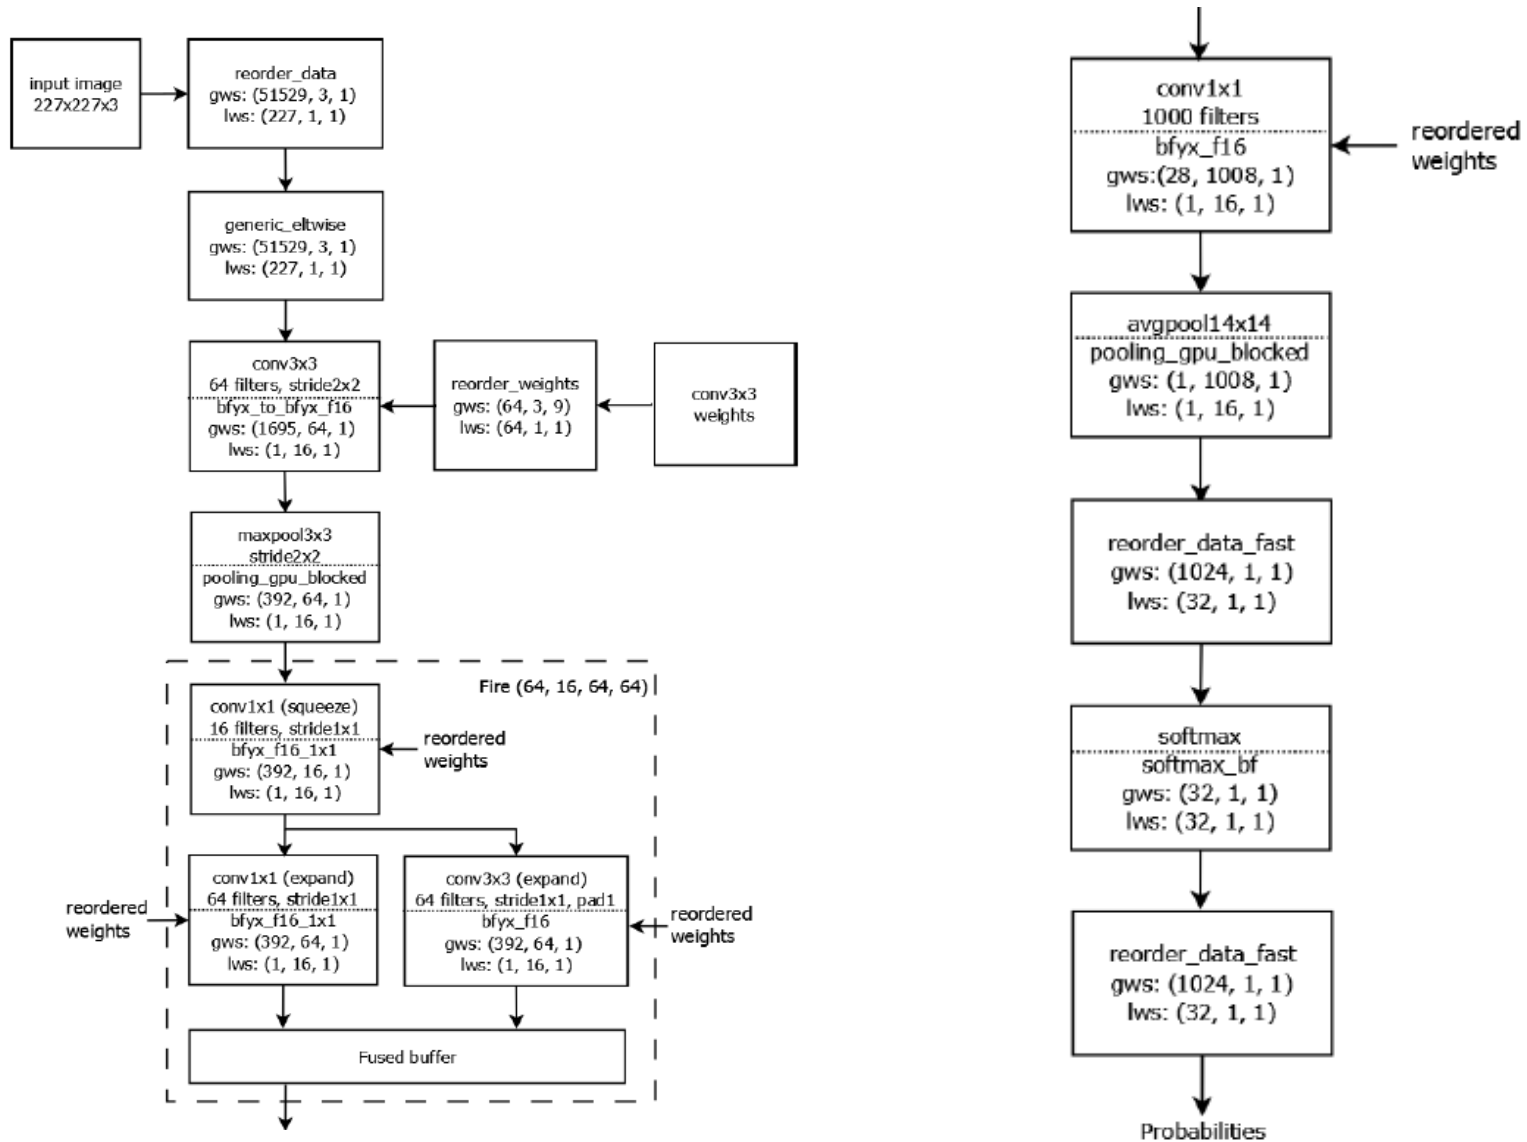 input image
227x227x3
reorder_data
gws: (51529, 3, 1)
lws: (227, 1, 1)
generic_eltwise
gws: (51529, 3, 1)
lws: (227, 1, 1)
conv3x3
64 filters, stride2x2
bfyx_to_bfyx_f16
gws: (1695, 64, 1)
lws: (1, 16, 1)
reorder_weights
gws: (64, 3, 9)
lws: (64, 1, 1)
conv3x3
weights
maxpool3x3
stride2x2
pooling_gpu_blocked
gws: (392, 64, 1)
lws: (1, 16, 1)
Fire (64, 16, 64, 64)
conv1x1 (squeeze)
16 filters, stride1x1
bfyx_f16_1x1
gws: (392, 16, 1)
lws: (1, 16, 1)
reordered
weights
reordered
weights
conv1x1 (expand)
64 filters, stride1x1
bfyx_f16_1x1
gws: (392, 64, 1)
lws: (1, 16, 1)
conv3x3 (expand)
64 filters, stride1x1, pad1
bfyx_f16
gws: (392, 64, 1)
lws: (1, 16, 1)
reordered
weights
Fused buffer
conv1x1
1000 filters
bfyx_f16
gws:(28, 1008, 1)
lws: (1, 16, 1)
reordered
weights
avgpool14x14
pooling_gpu_blocked
gws: (1, 1008, 1)
lws: (1, 16, 1)
reorder_data_fast
gws: (1024, 1, 1)
lws: (32, 1, 1)
softmax
softmax_bf
gws: (32, 1, 1)
lws: (32, 1, 1)
reorder_data_fast
gws: (1024, 1, 1)
lws: (32, 1, 1)
Probabilities